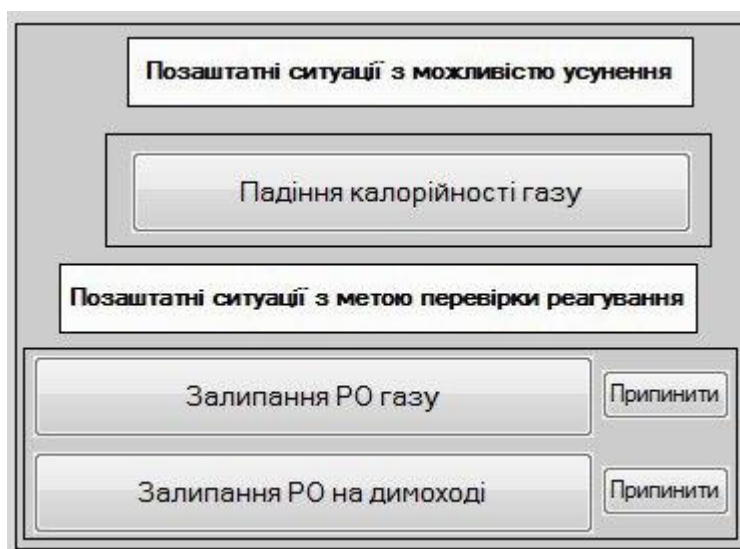 Позаштатні ситуації з можливістю усунення
Падіння калорійності газу
Позаштатні ситуації з метою перевірки реагування
Залипання РО газу
Припинити
Залипання РО на димоході
Припинити